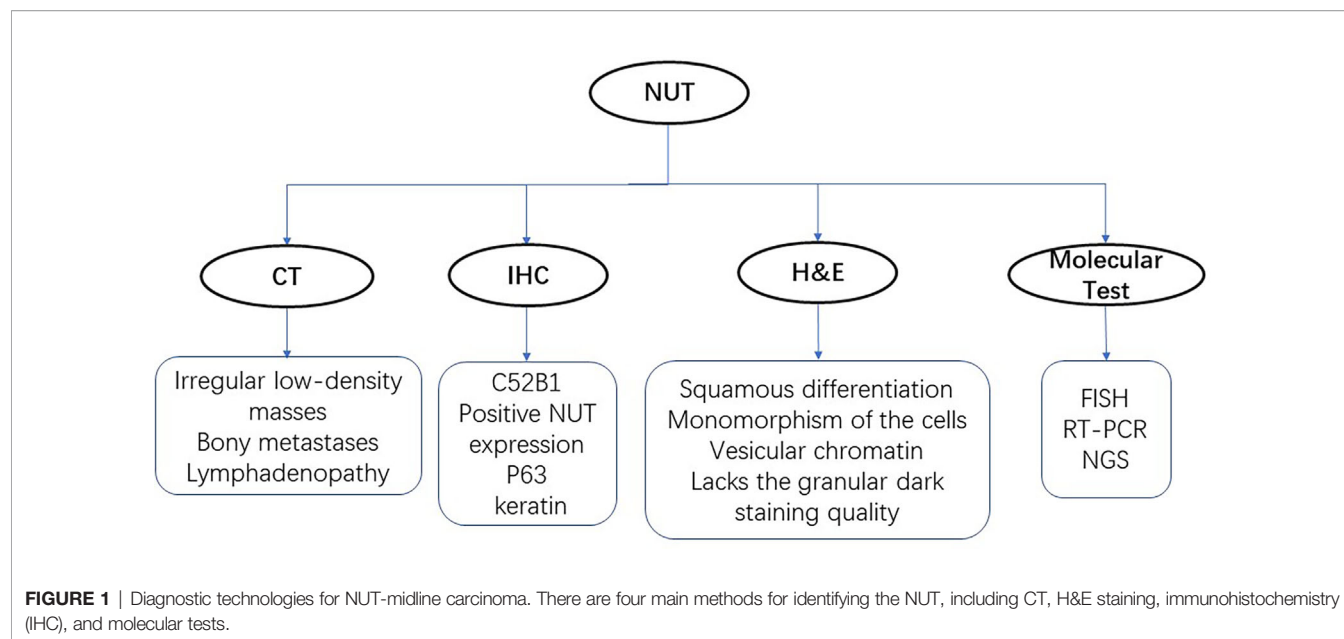 NUT
CT
IHC
H&E
Molecular
Test
Irregular low-density
masses
Bony metastases
Lymphadenopathy
C52B1
Positive NUT
expression
P63
keratin
Squamous differentiation
Monomorphism of the cells
Vesicular chromatin
Lacks the granular dark
staining quality
FISH
RT-PCR
NGS
FIGURE 1 | Diagnostic technologies for NUT-midline carcinoma. There are four main methods for identifying the NUT, including CT, H&E staining, immunohistochemistry
(IHC), and molecular tests.